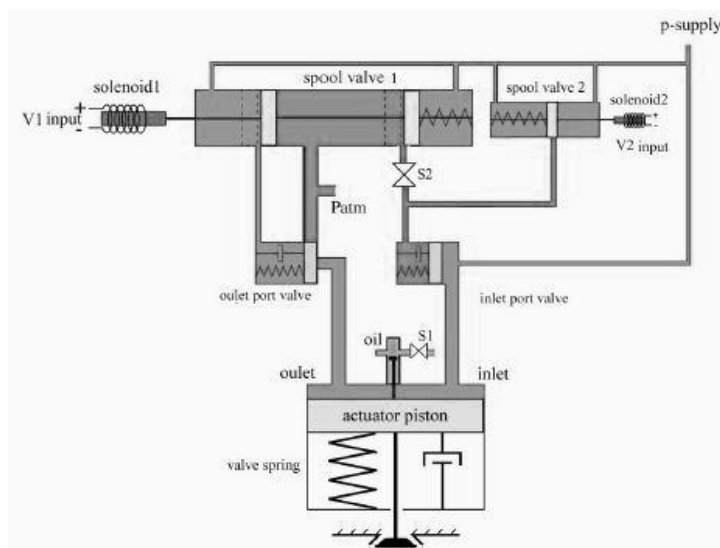 p-supply
spool valve 1
solenoid1
spool valve 2
solenoid2
V1 input
+
-
+
-
V2 input
S2
Patm
oulet port valve
inlet port valve
oil
S1
oulet
inlet
actuator piston
valve spring